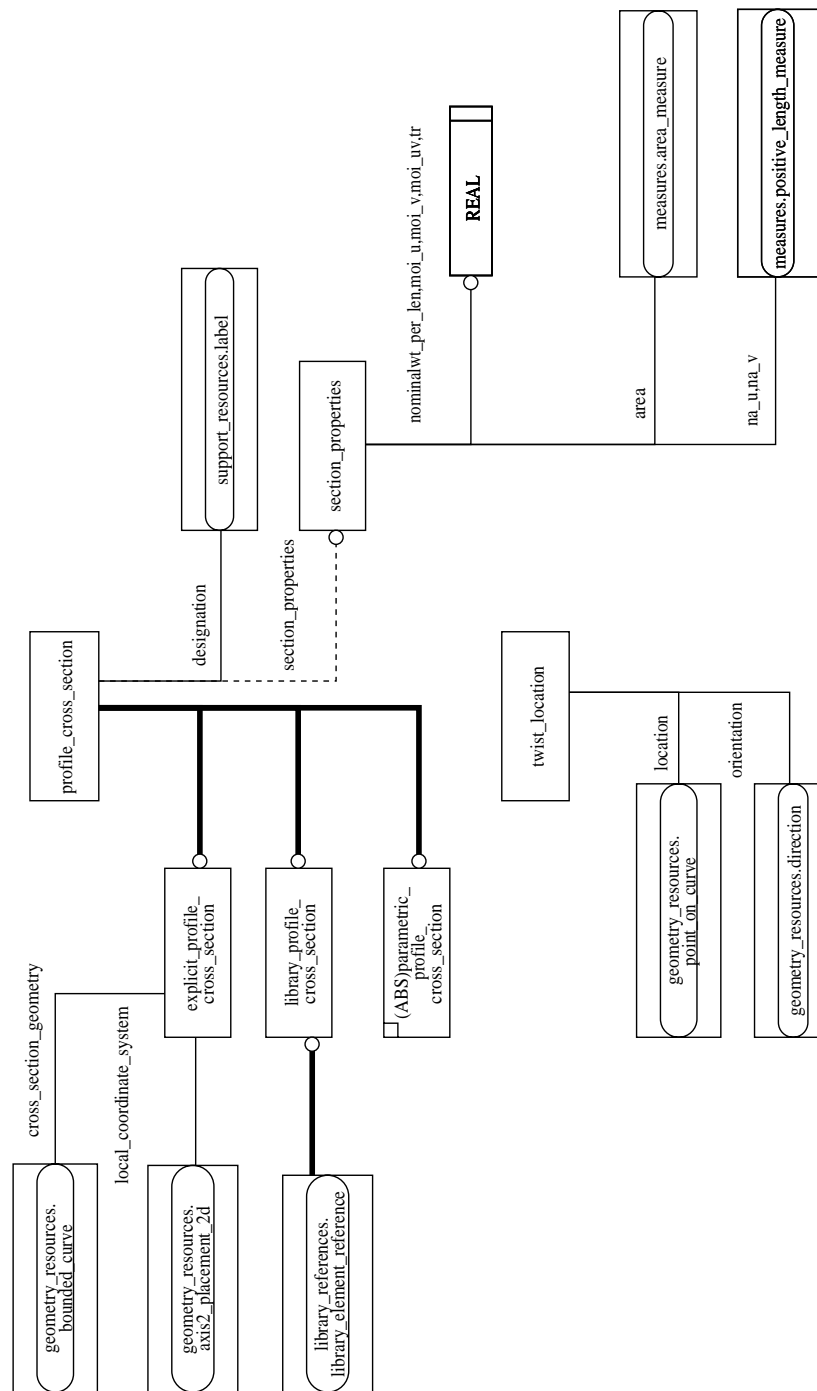 cross_section_geometry
local_coordinate_system
geometry_resources.
bounded_curve
geometry_resources.
axis2_placement_2d
library_references.
library_element_reference
explicit_profile_
cross_section
library_profile_
cross_section
(ABS)parametric_
profile_
cross_section
profile_cross_section
designation
section_properties
support_resources.label
section_properties
nominalwt_per_len,moi_u,moi_v,moi_uv,tr
REAL
area
measures.area_measure
na_u,na_v
measures.positive_length_measure
twist_location
location
orientation
geometry_resources.
point_on_curve
geometry_resources.direction